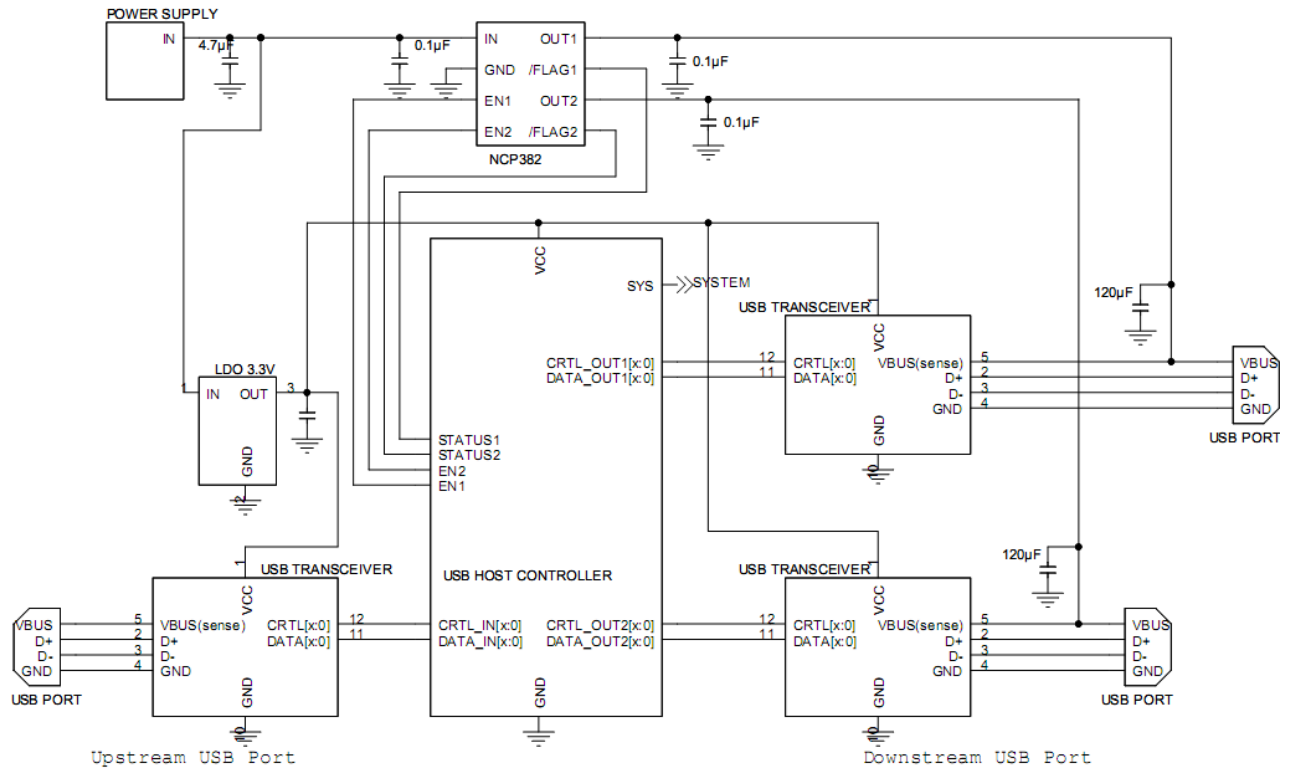 POWER SUPPLY
IN
4.7µF
0.1µF
IN
OUT1
0.1µF
GND
/FLAG1
EN1
OUT2
0.1µF
EN2
/FLAG2
NCP382
VCC
SYS
SYSTEM
120µF
USB TRANSCEIVER
1
VCC
CRTL_OUT1[x:0]
12
CRTL[x:0]
VBUS(sense)
5
VBUS
DATA_OUT1[x:0]
11
DATA[x:0]
D+
2
D+
D-
3
D-
GND
4
GND
GND
10
USB PORT
LDO 3.3V
1
IN
OUT
3
GND
2
STATUS1
STATUS2
EN2
EN1
USB HOST CONTROLLER
120µF
1
USB TRANSCEIVER
VCC
USB TRANSCEIVER
1
VCC
VBUS
5
VBUS(sense)
CRTL[x:0]
12
CRTL_IN[x:0]
CRTL_OUT2[x:0]
12
CRTL[x:0]
VBUS(sense)
5
VBUS
D+
2
D+
DATA[x:0]
11
DATA_IN[x:0]
DATA_OUT2[x:0]
11
DATA[x:0]
D+
2
D+
D-
3
D-
D-
3
D-
GND
4
GND
GND
4
GND
USB PORT
GND
10
GND
GND
10
USB PORT
Upstream USB Port
Downstream USB Port